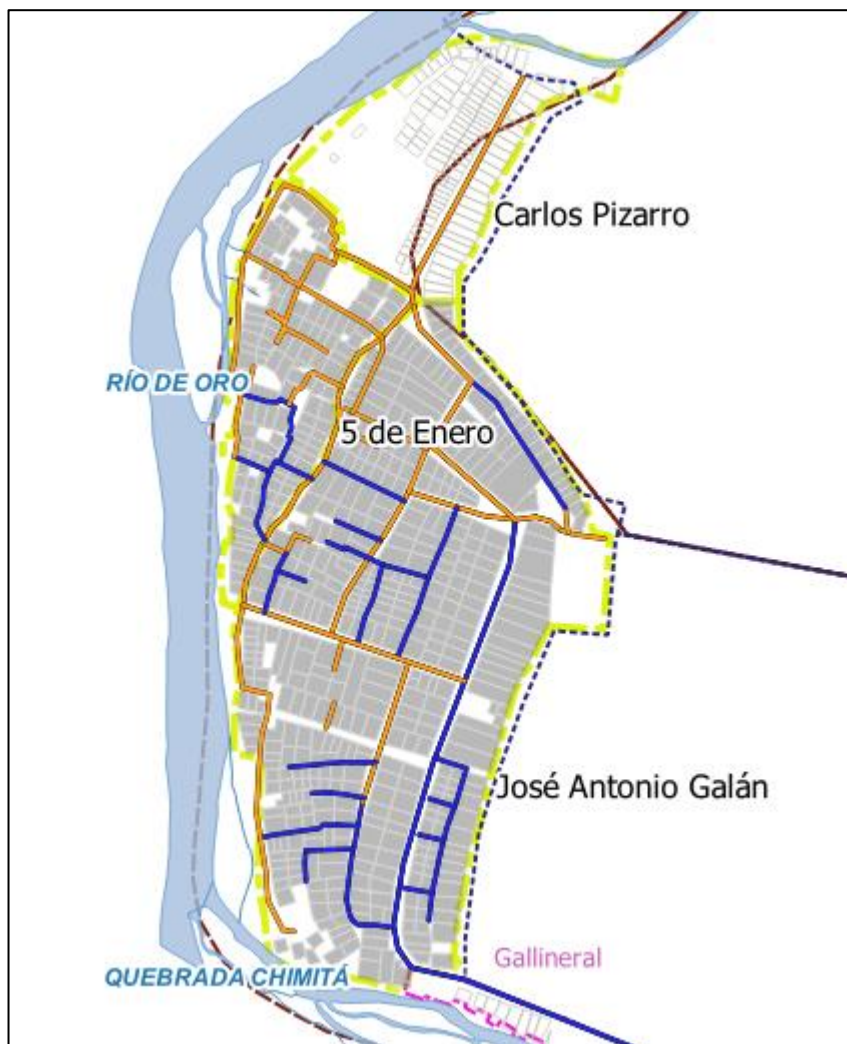 Carlos Pizarro
RÍO DE ORO
5 de Enero
José Antonio Galán
Gallineral
QUEBRADA CHIMITÁ